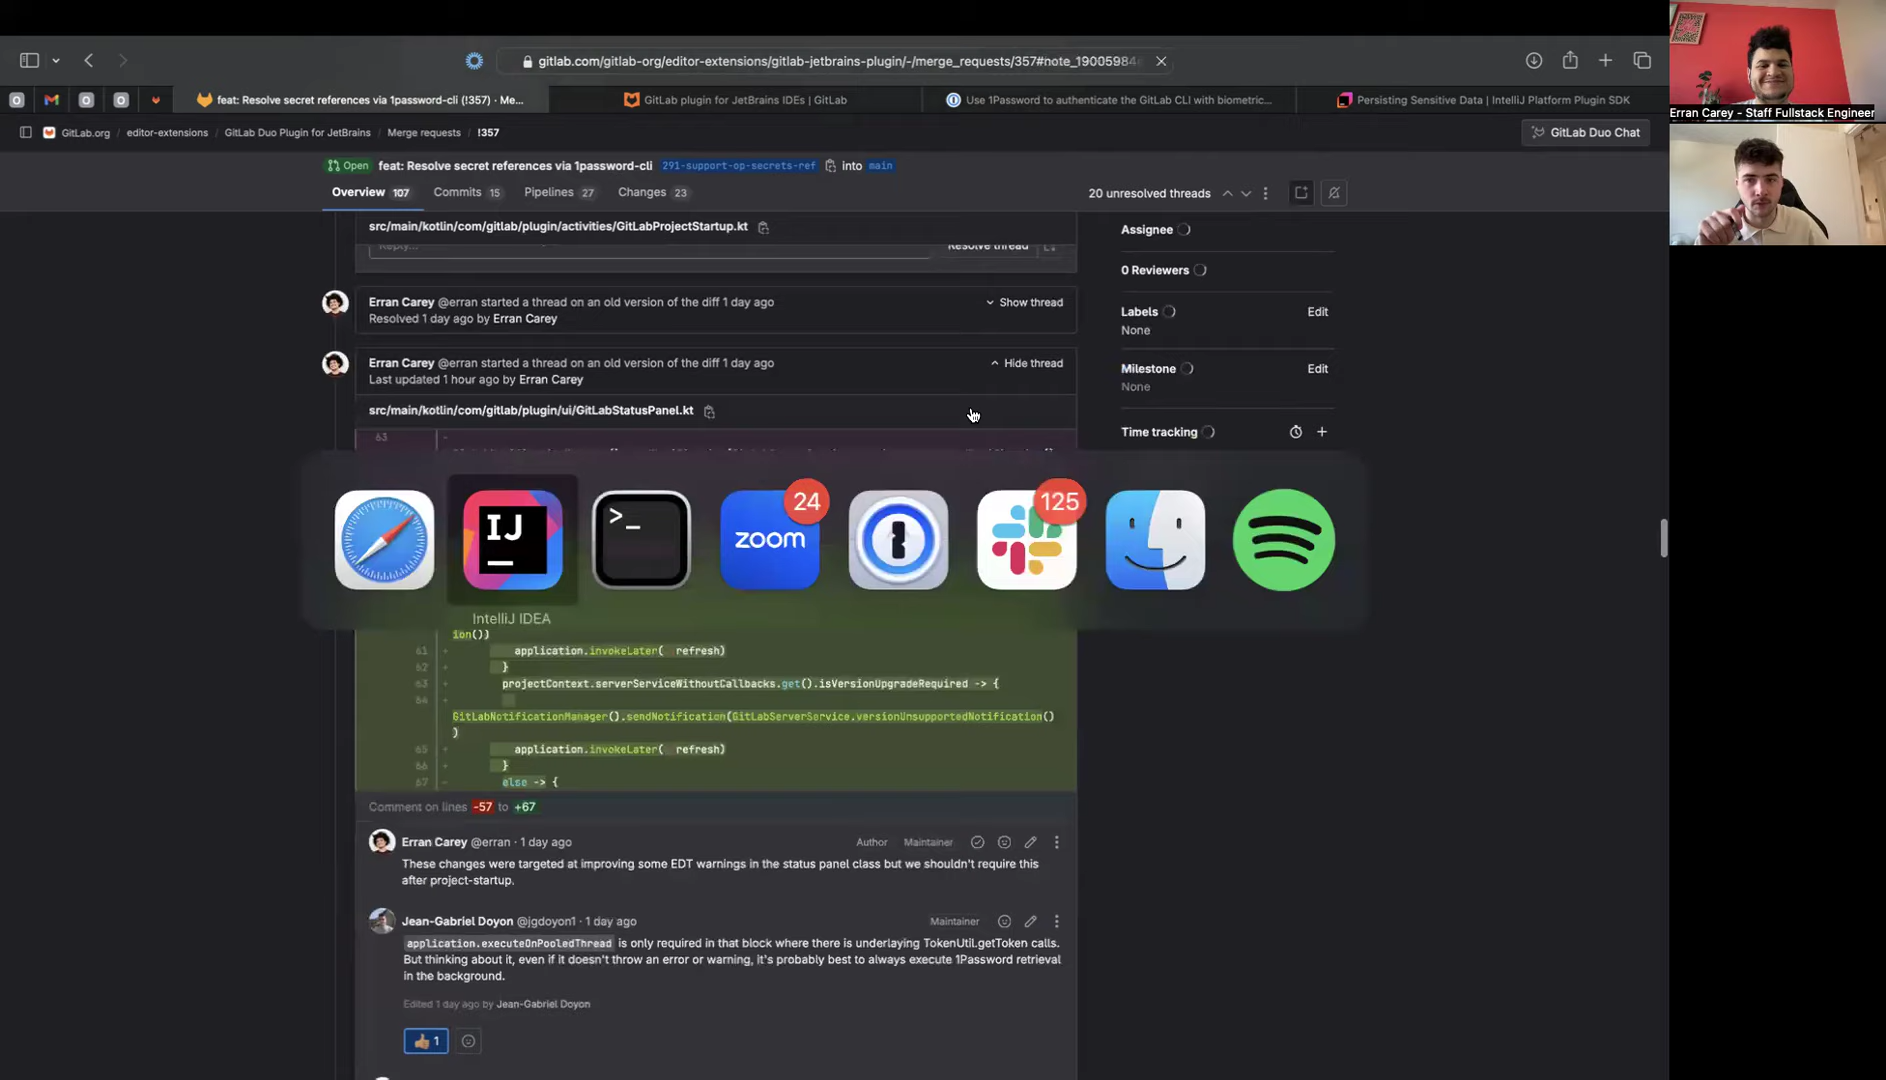 gitlab.com/gitlab-org/editor-extensions/gitlab-jetbrains-plugin/-/merge_requests/357#note_19005984
feat: Resolve secret references via 1password-cli (!357) · Me...
GitLab plugin for JetBrains IDEs | GitLab
Use 1Password to authenticate the GitLab CLI with biometric...
Persisting Sensitive Data | IntelliJ Platform Plugin SDK
Erran Carey - Staff Fullstack Engineer
GitLab.org › editor-extensions › GitLab Duo Plugin for JetBrains › Merge requests › !357
GitLab Duo Chat
Open feat: Resolve secret references via 1password-cli 291-support-op-secrets-ref into main
Overview 107 Commits 15 Pipelines 27 Changes 23
20 unresolved threads
src/main/kotlin/com/gitlab/plugin/activities/GitLabProjectStartup.kt
Reply... Resolve thread
Assignee
0 Reviewers
Labels Edit
None
Milestone Edit
None
Time tracking
Erran Carey @erran started a thread on an old version of the diff 1 day ago Show thread
Resolved 1 day ago by Erran Carey
Erran Carey @erran started a thread on an old version of the diff 1 day ago Hide thread
Last updated 1 hour ago by Erran Carey
src/main/kotlin/com/gitlab/plugin/ui/GitLabStatusPanel.kt
63 -
IJ
>_
zoom
24
125
IntelliJ IDEA
ion())
61 + application.invokeLater( refresh)
62 + }
63 + projectContext.serverServiceWithoutCallbacks.get().isVersionUpgradeRequired -> {
64 +
GitLabNotificationManager().sendNotification(GitLabServerService.versionUnsupportedNotification()
)
65 + application.invokeLater( refresh)
66 + }
67 + else -> {
Comment on lines -57 to +67
Erran Carey @erran · 1 day ago Author Maintainer
These changes were targeted at improving some EDT warnings in the status panel class but we shouldn't require this
after project-startup.
Jean-Gabriel Doyon @jgdoyon1 · 1 day ago Maintainer
application.executeOnPooledThread is only required in that block where there is underlaying TokenUtil.getToken calls.
But thinking about it, even if it doesn't throw an error or warning, it's probably best to always execute 1Password retrieval
in the background.
Edited 1 day ago by Jean-Gabriel Doyon
1